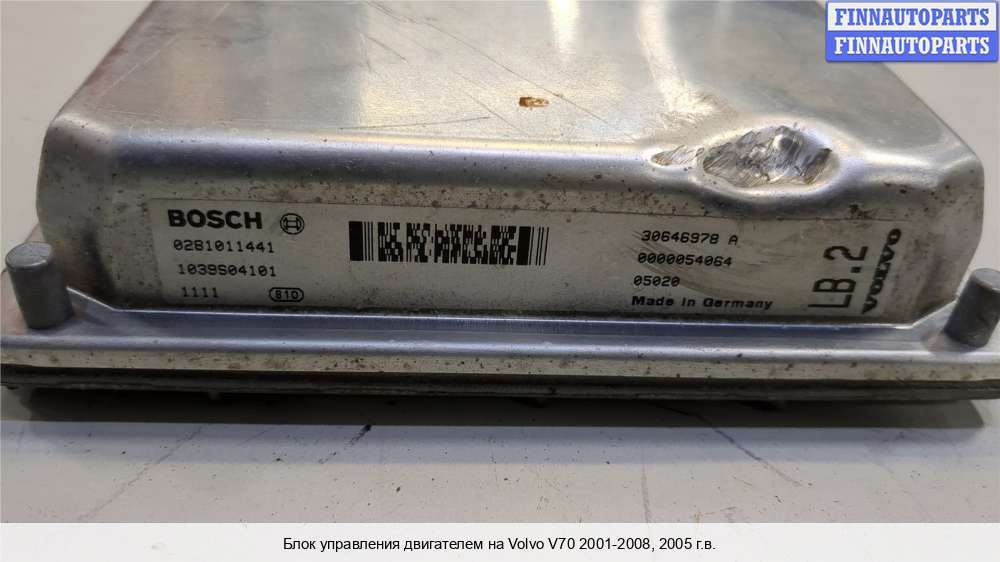 FINNAUTOPARTS
FINNAUTOPARTS
BOSCH
0281011441
1039S04101
1111 810
30646978 A
0000054064
05020
Made in Germany
LB.2
VOLVO
Блок управления двигателем на Volvo V70 2001-2008, 2005 г.в.